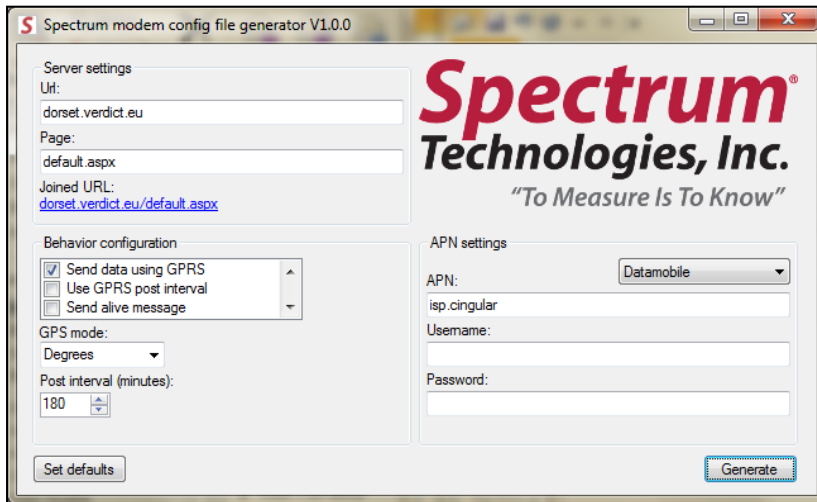 S Spectrum modem config file generator V1.0.0
Server settings
Url:
dorset.verdict.eu
Page:
default.aspx
Joined URL:
dorset.verdict.eu/default.aspx
Spectrum®
Technologies, Inc.
“To Measure Is To Know”
Behavior configuration
Send data using GPRS
Use GPRS post interval
Send alive message
GPS mode:
Degrees
Post interval (minutes):
180
APN settings
APN:
Datamobile
isp.cingular
Username:
Password:
Set defaults
Generate